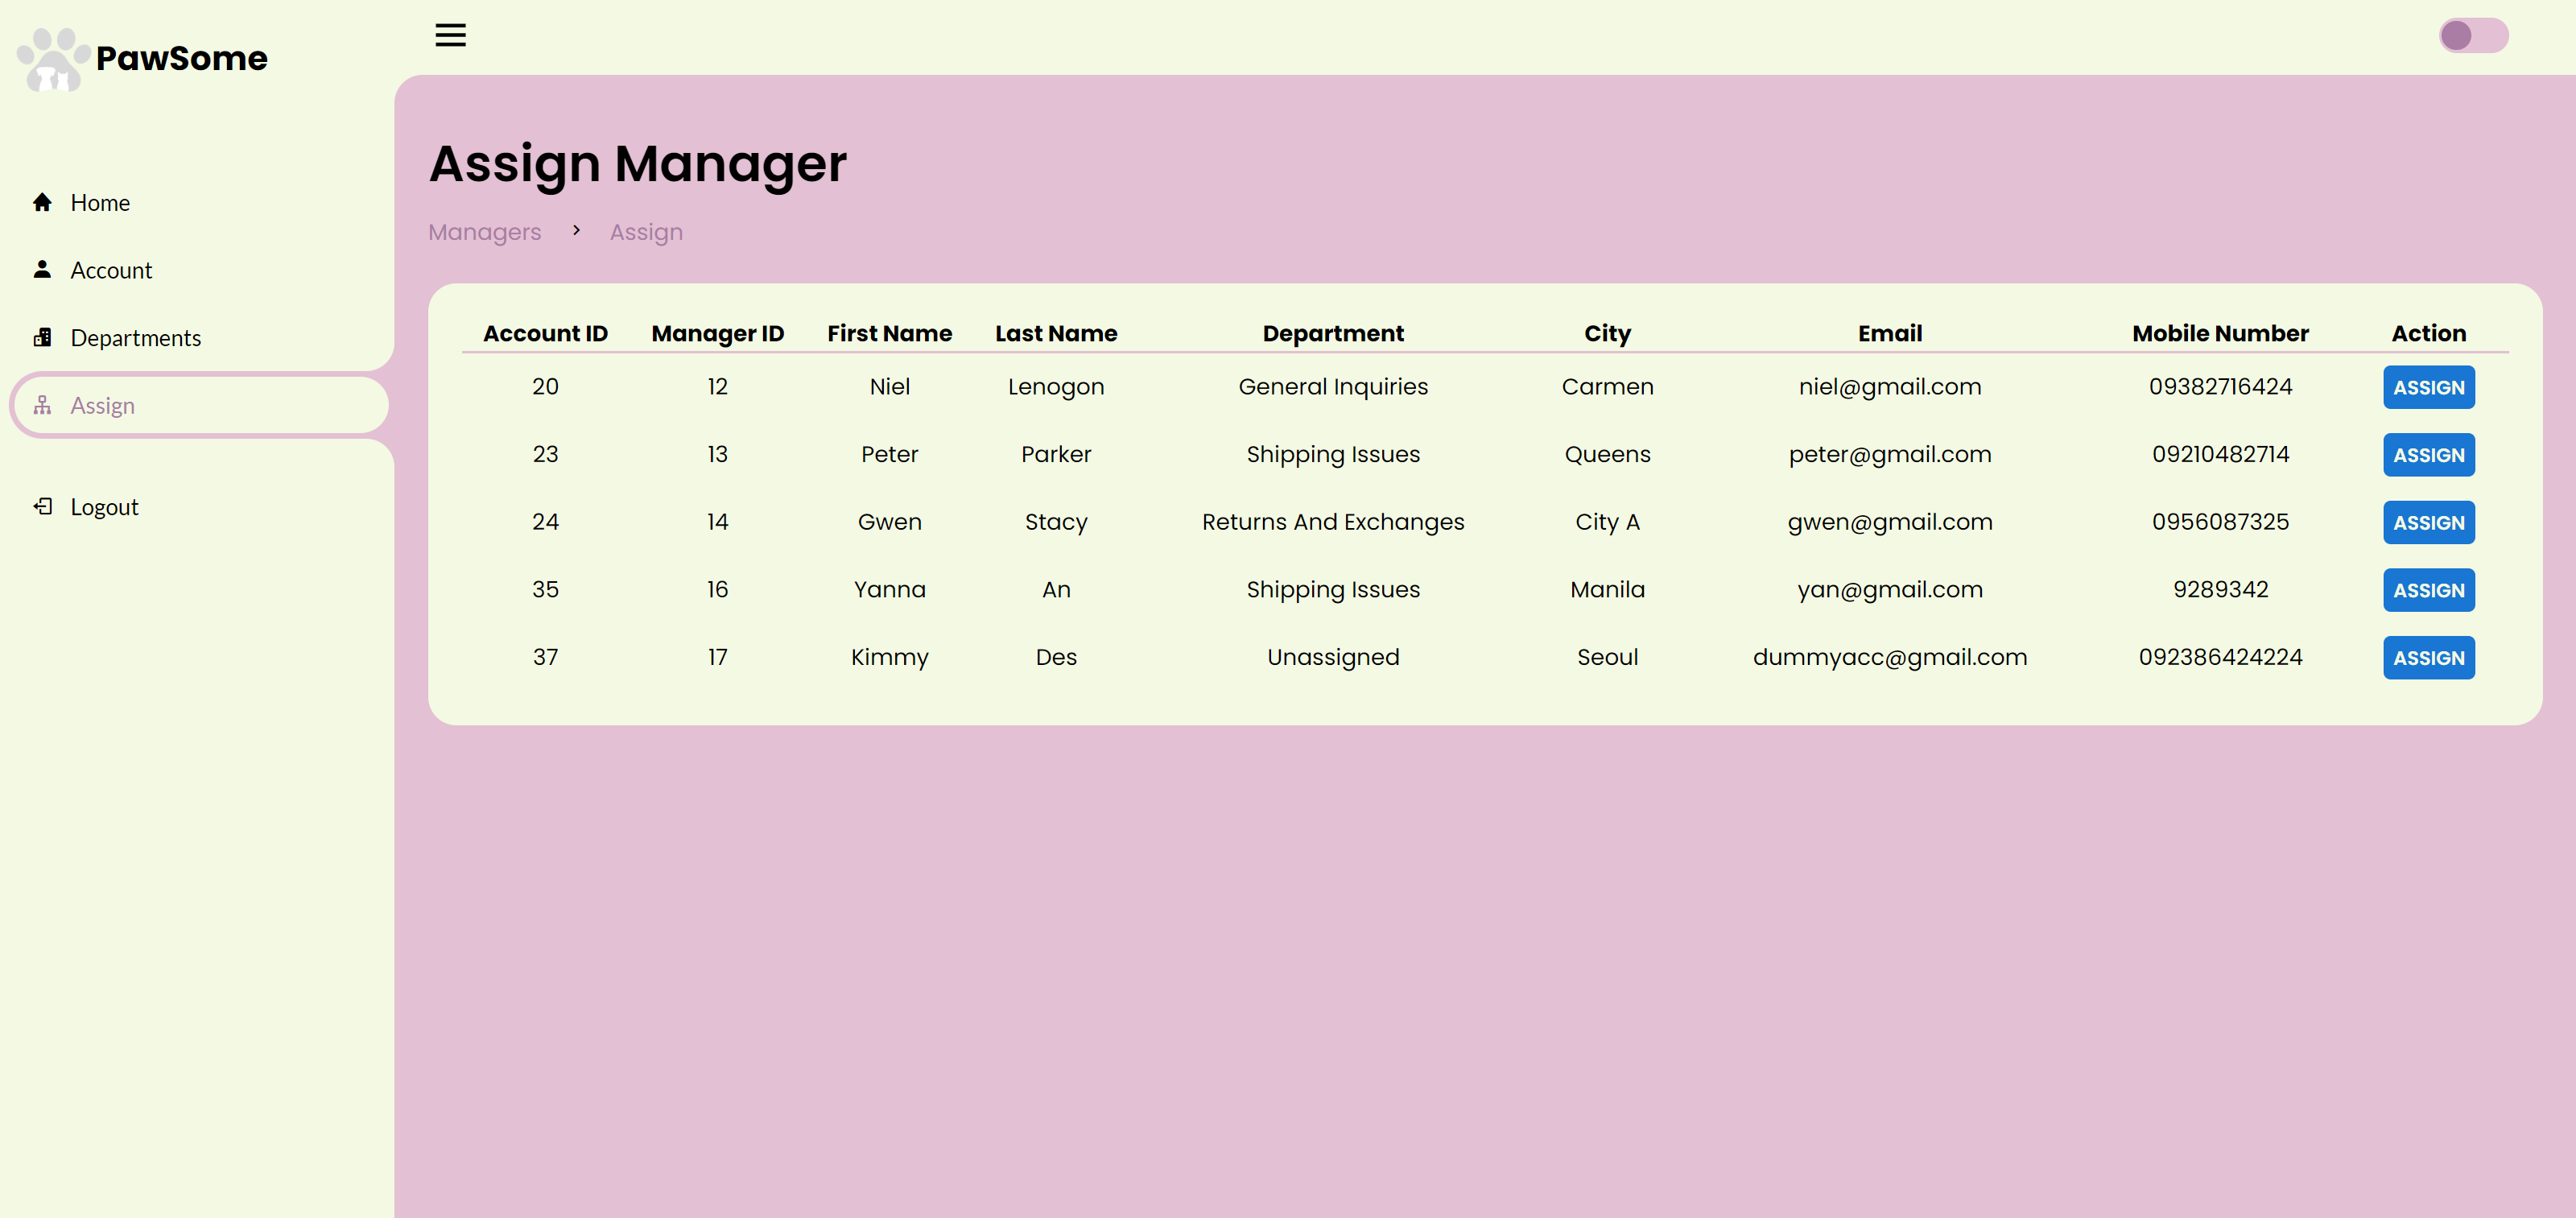 PawSome
Home
Account
Departments
Assign
Logout
Assign Manager
Managers > Assign
Account ID Manager ID First Name Last Name Department City Email Mobile Number Action
20 12 Niel Lenogon General Inquiries Carmen niel@gmail.com 09382716424 ASSIGN
23 13 Peter Parker Shipping Issues Queens peter@gmail.com 09210482714 ASSIGN
24 14 Gwen Stacy Returns And Exchanges City A gwen@gmail.com 0956087325 ASSIGN
35 16 Yanna An Shipping Issues Manila yan@gmail.com 9289342 ASSIGN
37 17 Kimmy Des Unassigned Seoul dummyacc@gmail.com 092386424224 ASSIGN